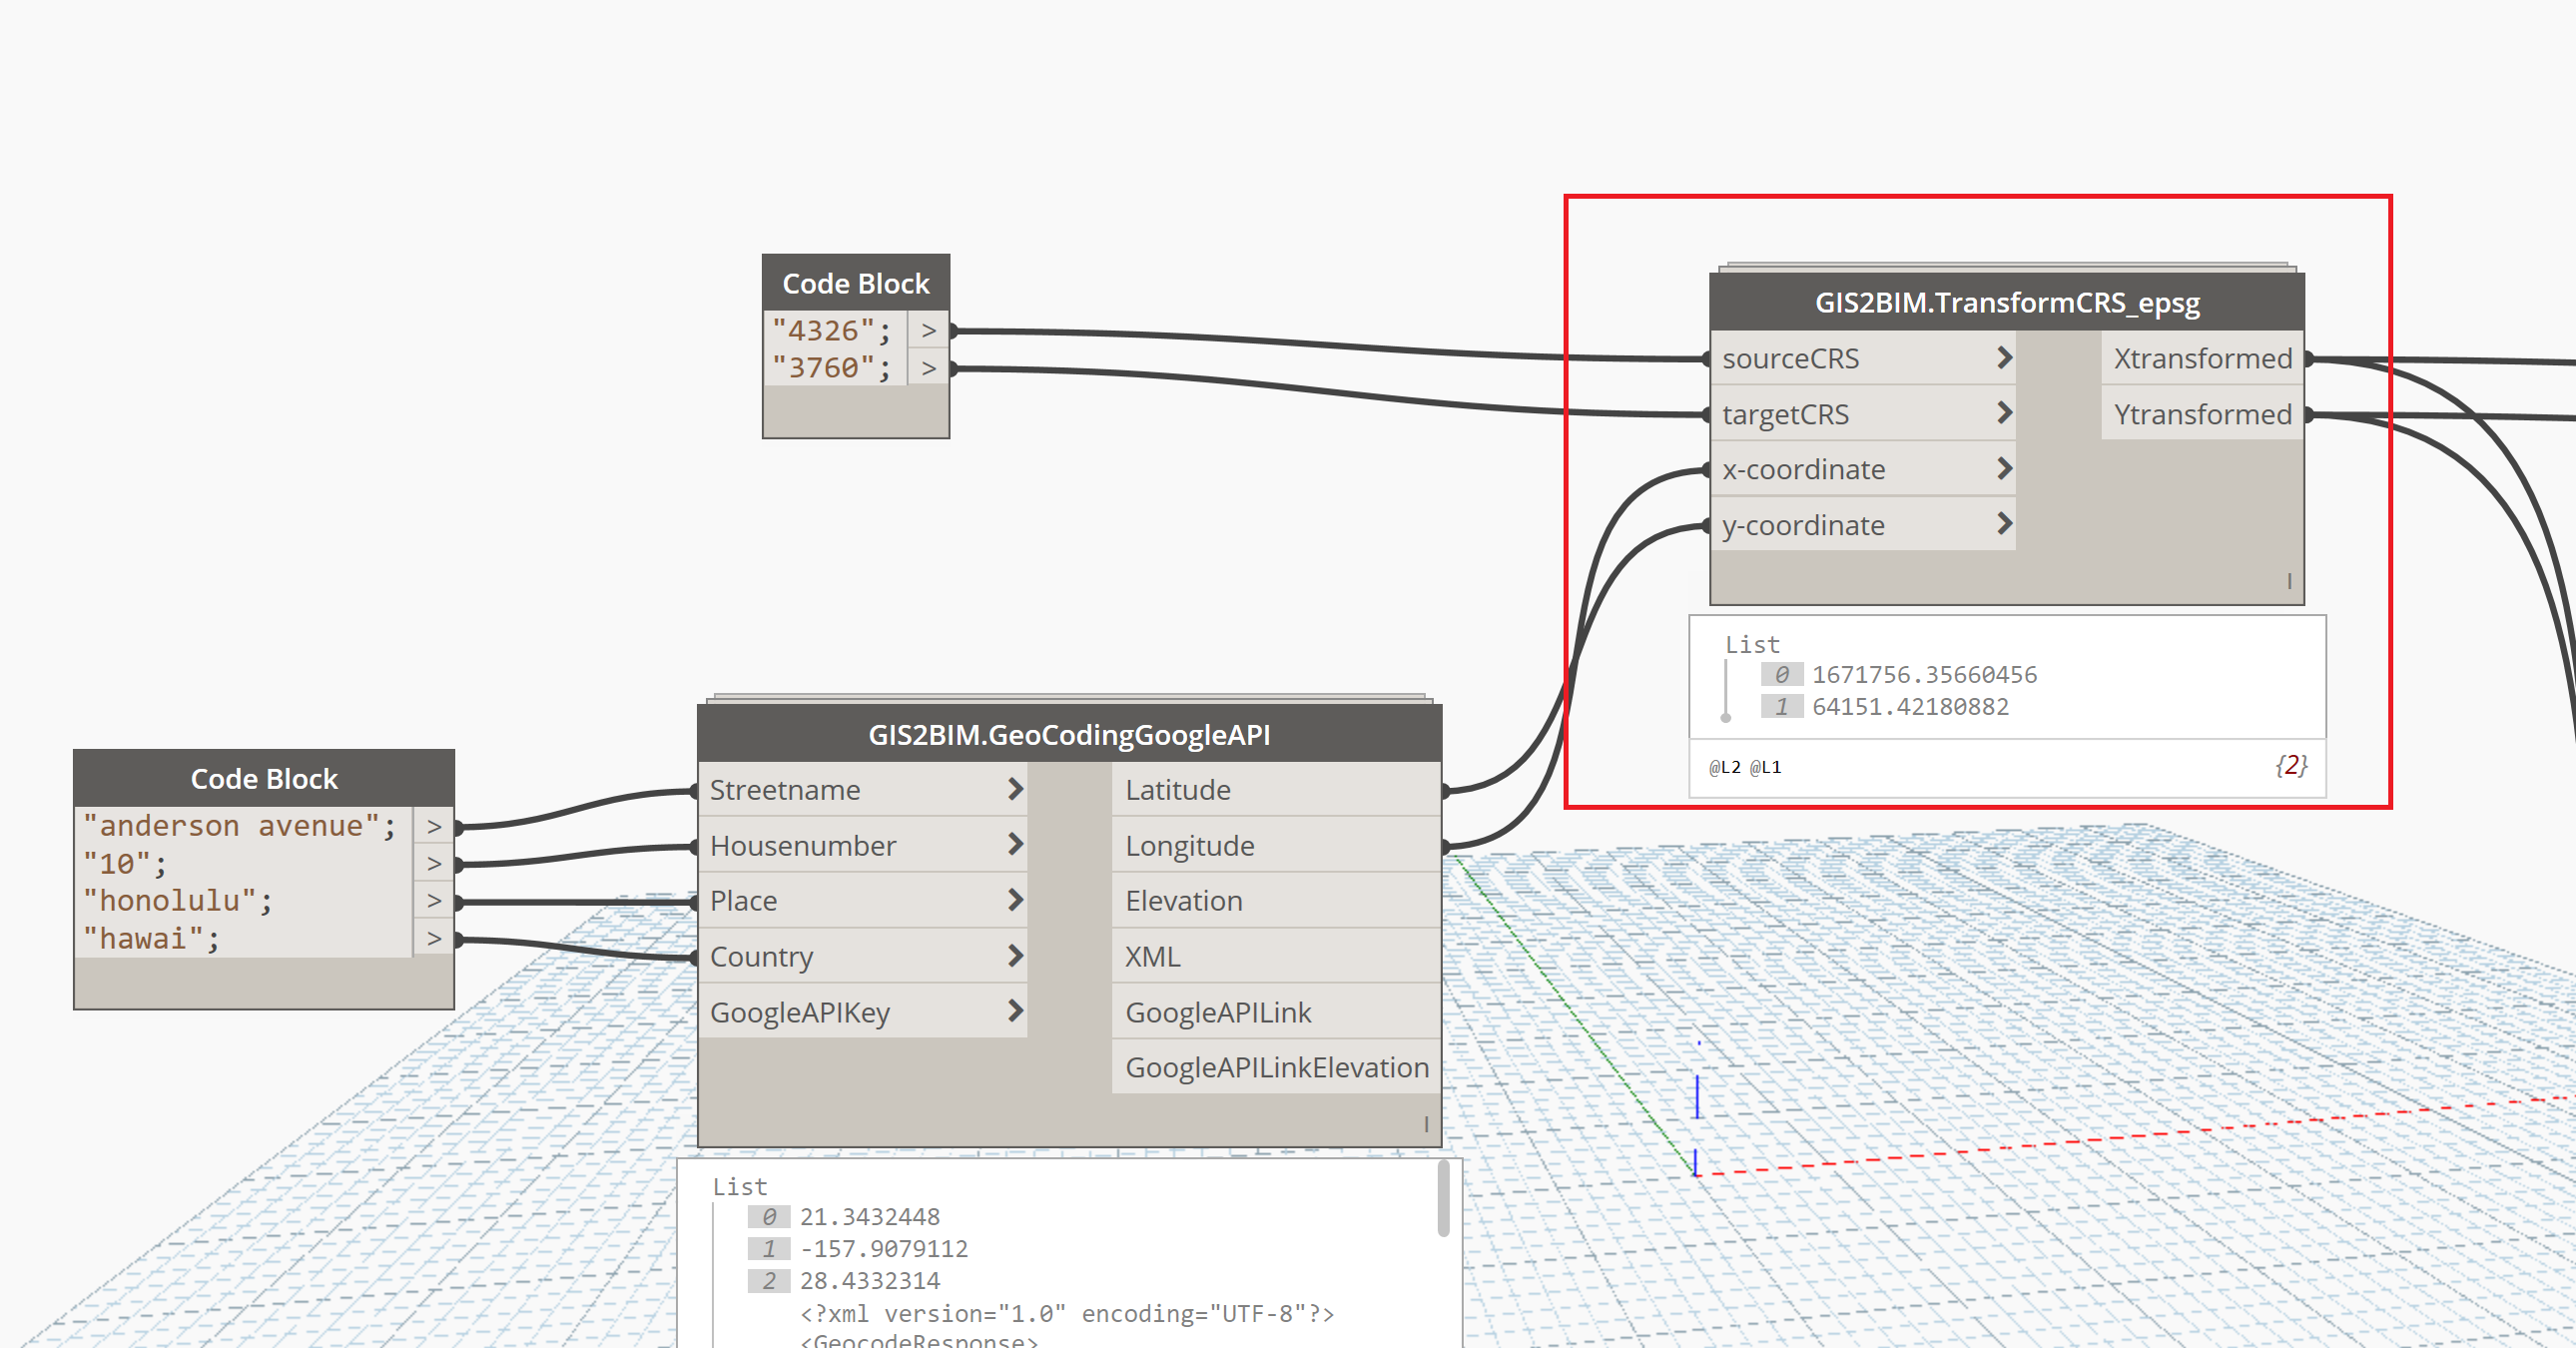 Code Block
"4326"; >
"3760"; >
GIS2BIM.TransformCRS_epsg
sourceCRS Xtransformed
targetCRS Ytransformed
x-coordinate
y-coordinate
List
0 1671756.35660456
1 64151.42180882
@L2 @L1 {2}
Code Block
"anderson avenue"; >
"10"; >
"honolulu"; >
"hawai"; >
GIS2BIM.GeoCodingGoogleAPI
Streetname Latitude
Housenumber Longitude
Place Elevation
Country XML
GoogleAPIKey GoogleAPILink
GoogleAPILinkElevation
List
0 21.3432448
1 -157.9079112
2 28.4332314
<?xml version="1.0" encoding="UTF-8"?>
<GeocodeResponse>